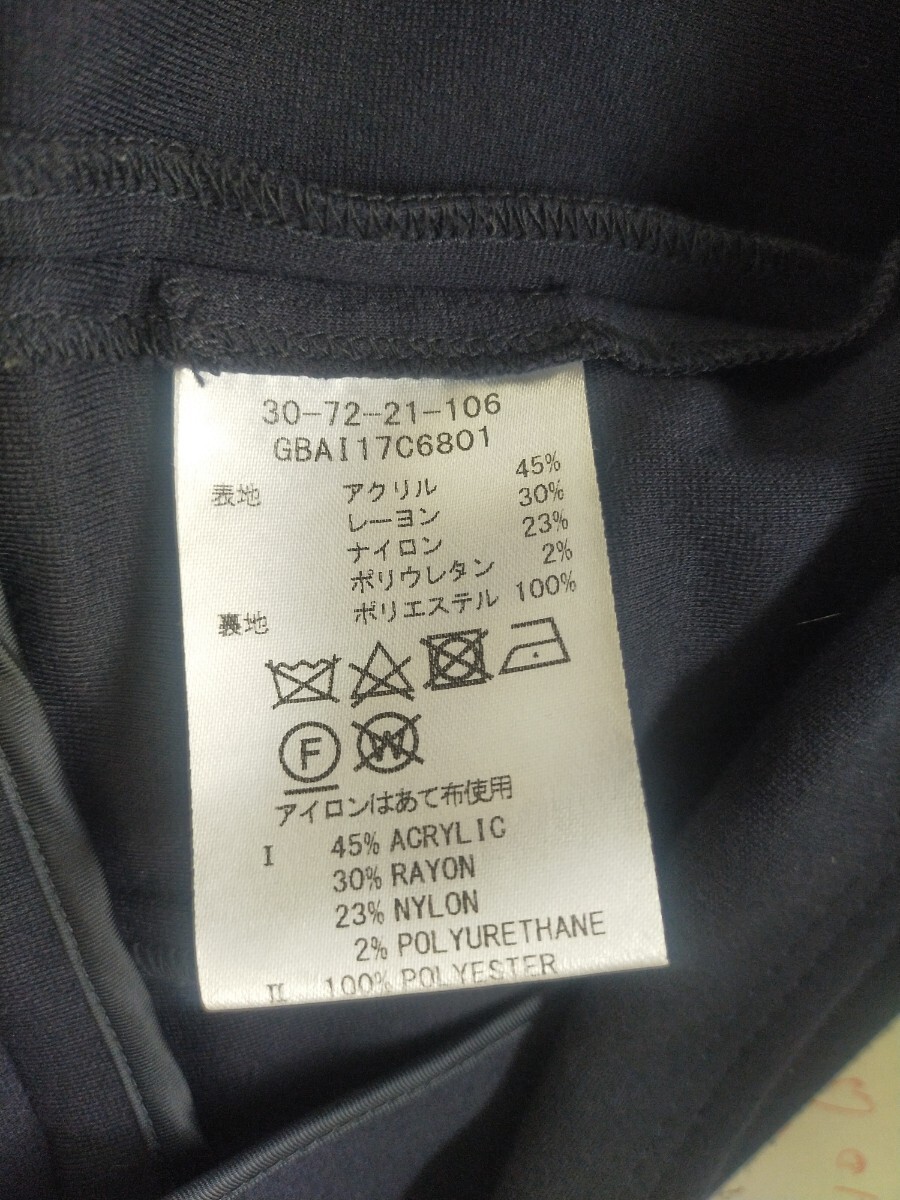 30-72-21-106
GBAI17C6801
表地 アクリル 45%
レーヨン 30%
ナイロン 23%
ポリウレタン 2%
裏地 ポリエステル 100%
F W
アイロンはあて布使用
I 45% ACRYLIC
30% RAYON
23% NYLON
2% POLYURETHANE
II 100% POLYESTER